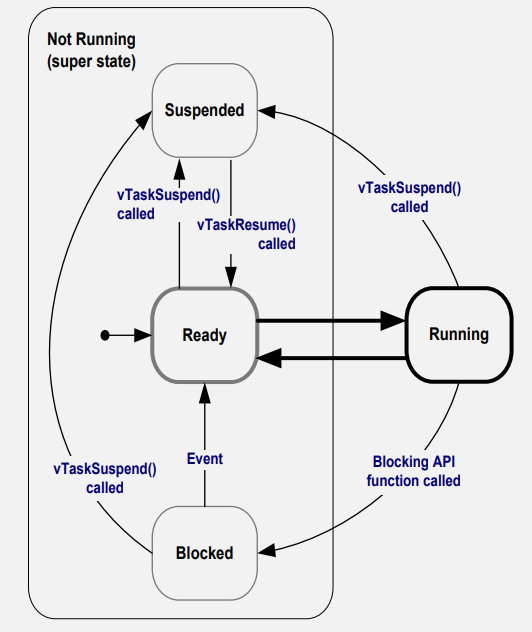 Not Running
(super state)
Suspended
vTaskSuspend()
called
vTaskResume()
called
vTaskSuspend()
called
Ready
Running
Event
vTaskSuspend()
called
Blocking API
function called
Blocked